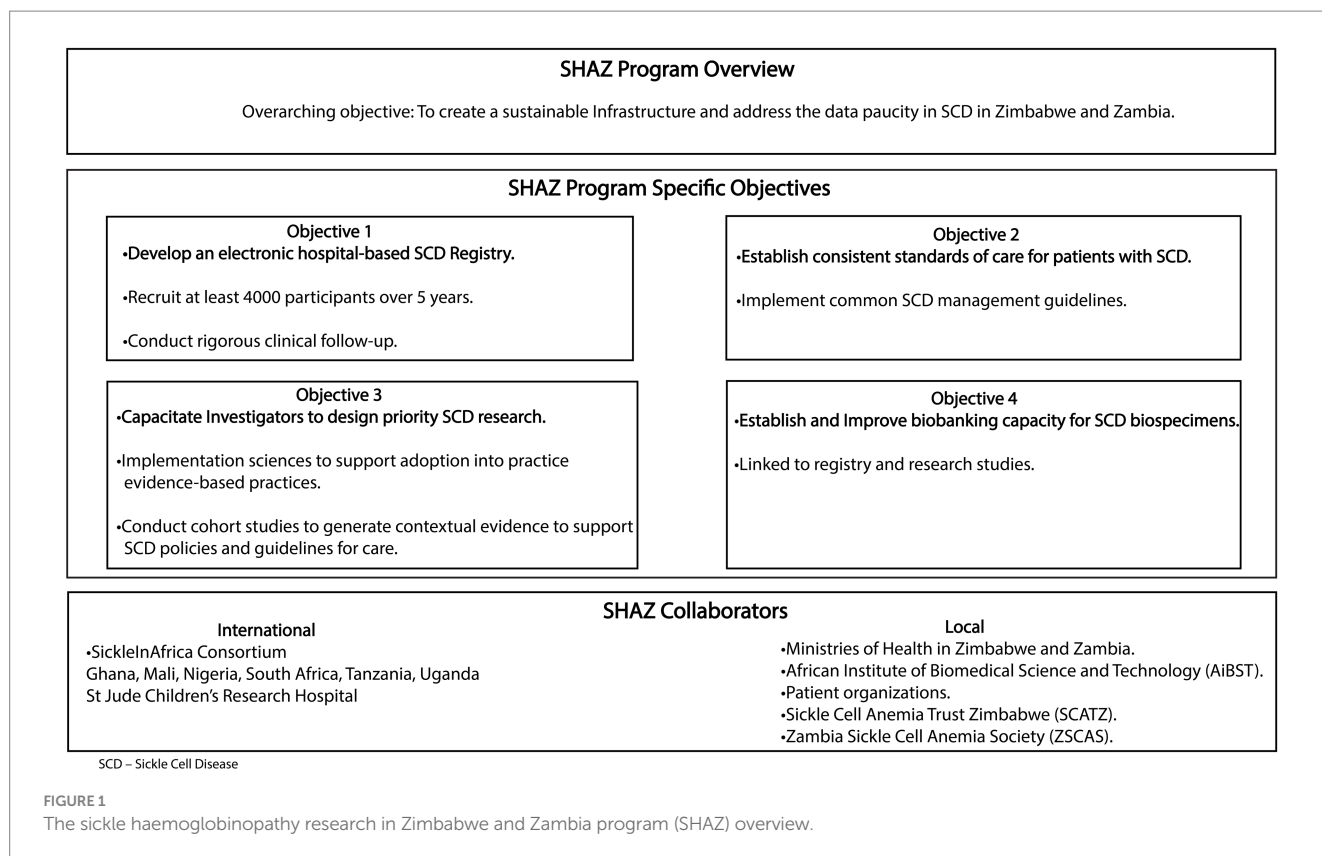 SHAZ Program Overview
Overarching objective: To create a sustainable Infrastructure and address the data paucity in SCD in Zimbabwe and Zambia.
SHAZ Program Specific Objectives
Objective 1
•Develop an electronic hospital-based SCD Registry.
•Recruit at least 4000 participants over 5 years.
•Conduct rigorous clinical follow-up.
Objective 2
•Establish consistent standards of care for patients with SCD.
•Implement common SCD management guidelines.
Objective 3
•Capacitate Investigators to design priority SCD research.
•Implementation sciences to support adoption into practice
evidence-based practices.
•Conduct cohort studies to generate contextual evidence to support
SCD policies and guidelines for care.
Objective 4
•Establish and Improve biobanking capacity for SCD biospecimens.
•Linked to registry and research studies.
SHAZ Collaborators
International
•SickleInAfrica Consortium
Ghana, Mali, Nigeria, South Africa, Tanzania, Uganda
St Jude Children's Research Hospital
Local
•Ministries of Health in Zimbabwe and Zambia.
•African Institute of Biomedical Science and Technology (AiBST).
•Patient organizations.
•Sickle Cell Anemia Trust Zimbabwe (SCATZ).
•Zambia Sickle Cell Anemia Society (ZSCAS).
SCD – Sickle Cell Disease
FIGURE 1
The sickle haemoglobinopathy research in Zimbabwe and Zambia program (SHAZ) overview.